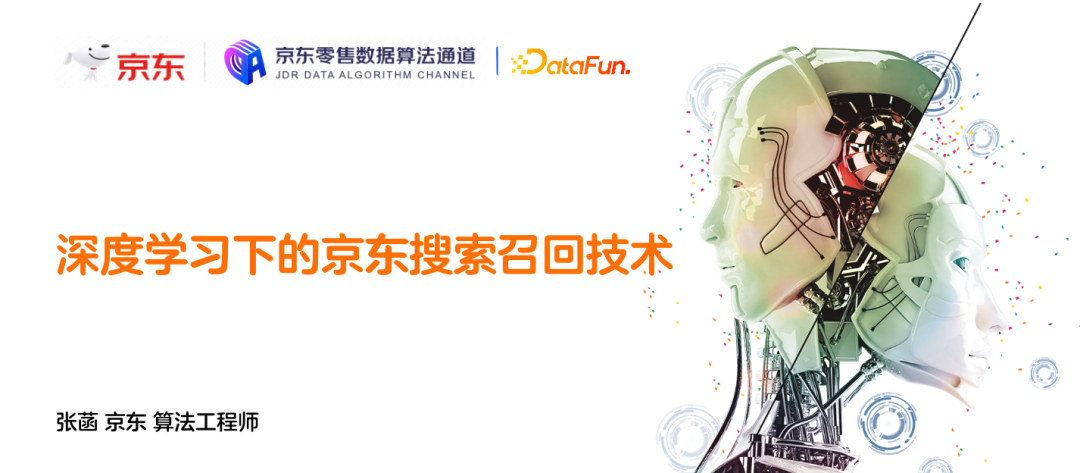 京东
京东零售数据算法通道
JDR DATA ALGORITHM CHANNEL
DataFun.
深度学习下的京东搜索召回技术
张菡 京东 算法工程师